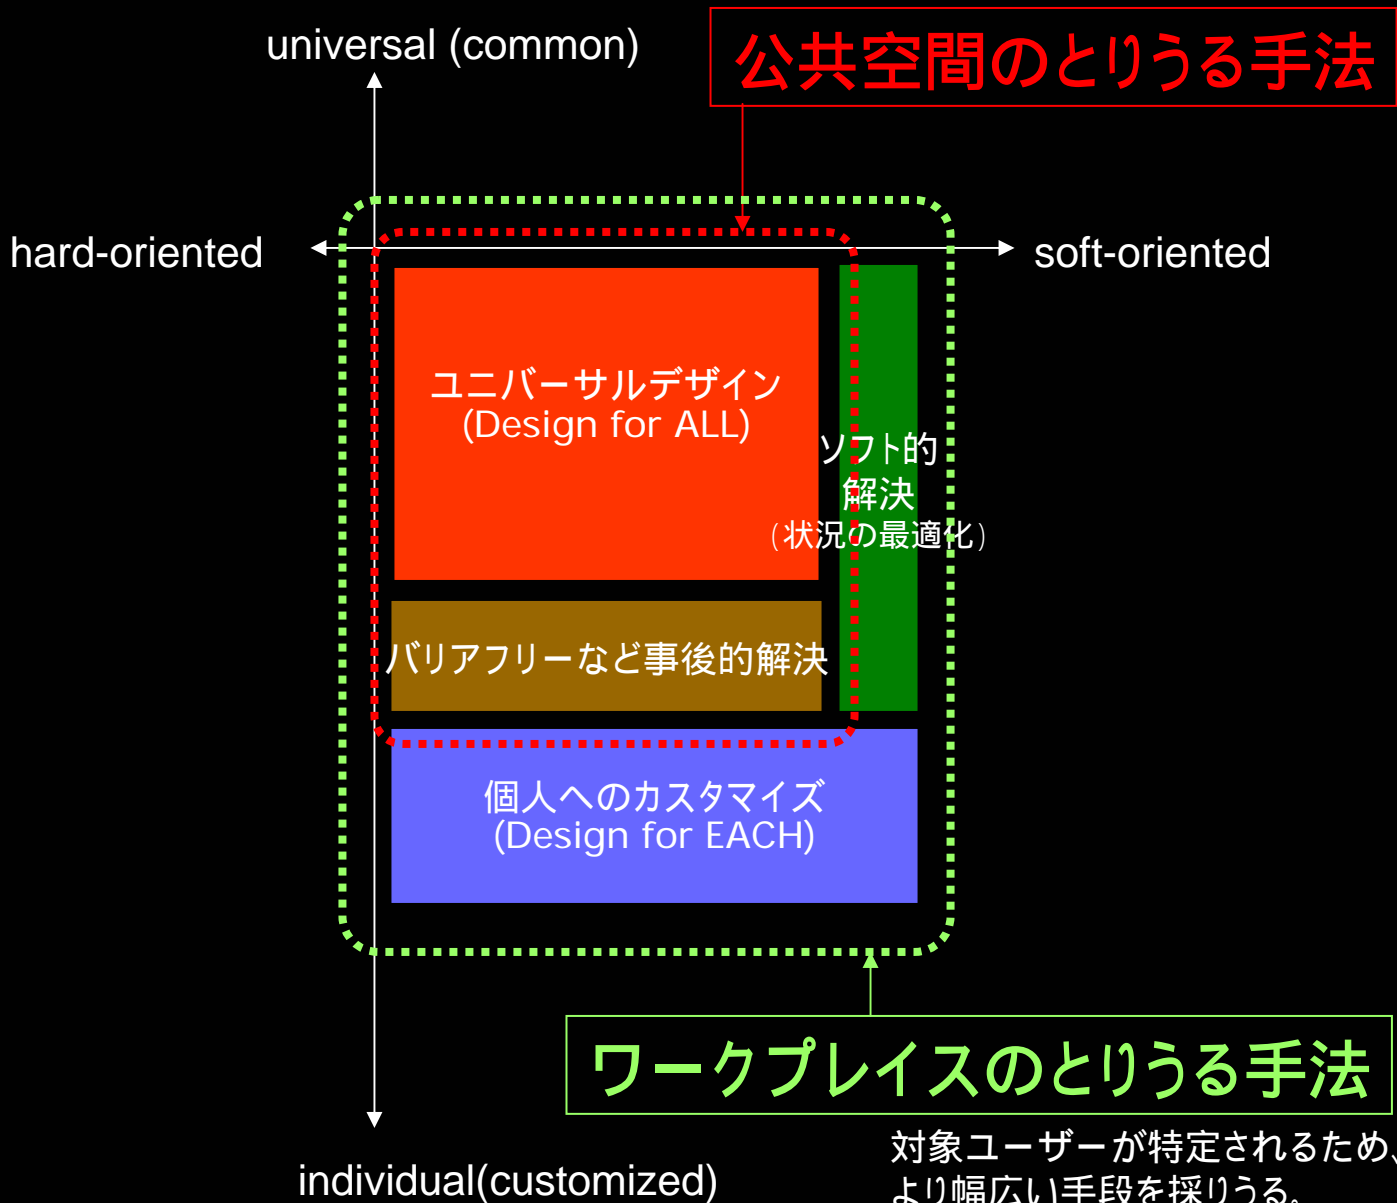 universal (common)
公共空間のとりうる手法
hard-oriented
soft-oriented
ユニバーサルデザイン
(Design for ALL)
ソフト的
解決
(状況の最適化)
バリアフリーなど事後的解決
個人へのカスタマイズ
(Design for EACH)
ワークプレイスのとりうる手法
対象ユーザーが特定されるため、
より幅広い手段を採りうる。
individual(customized)